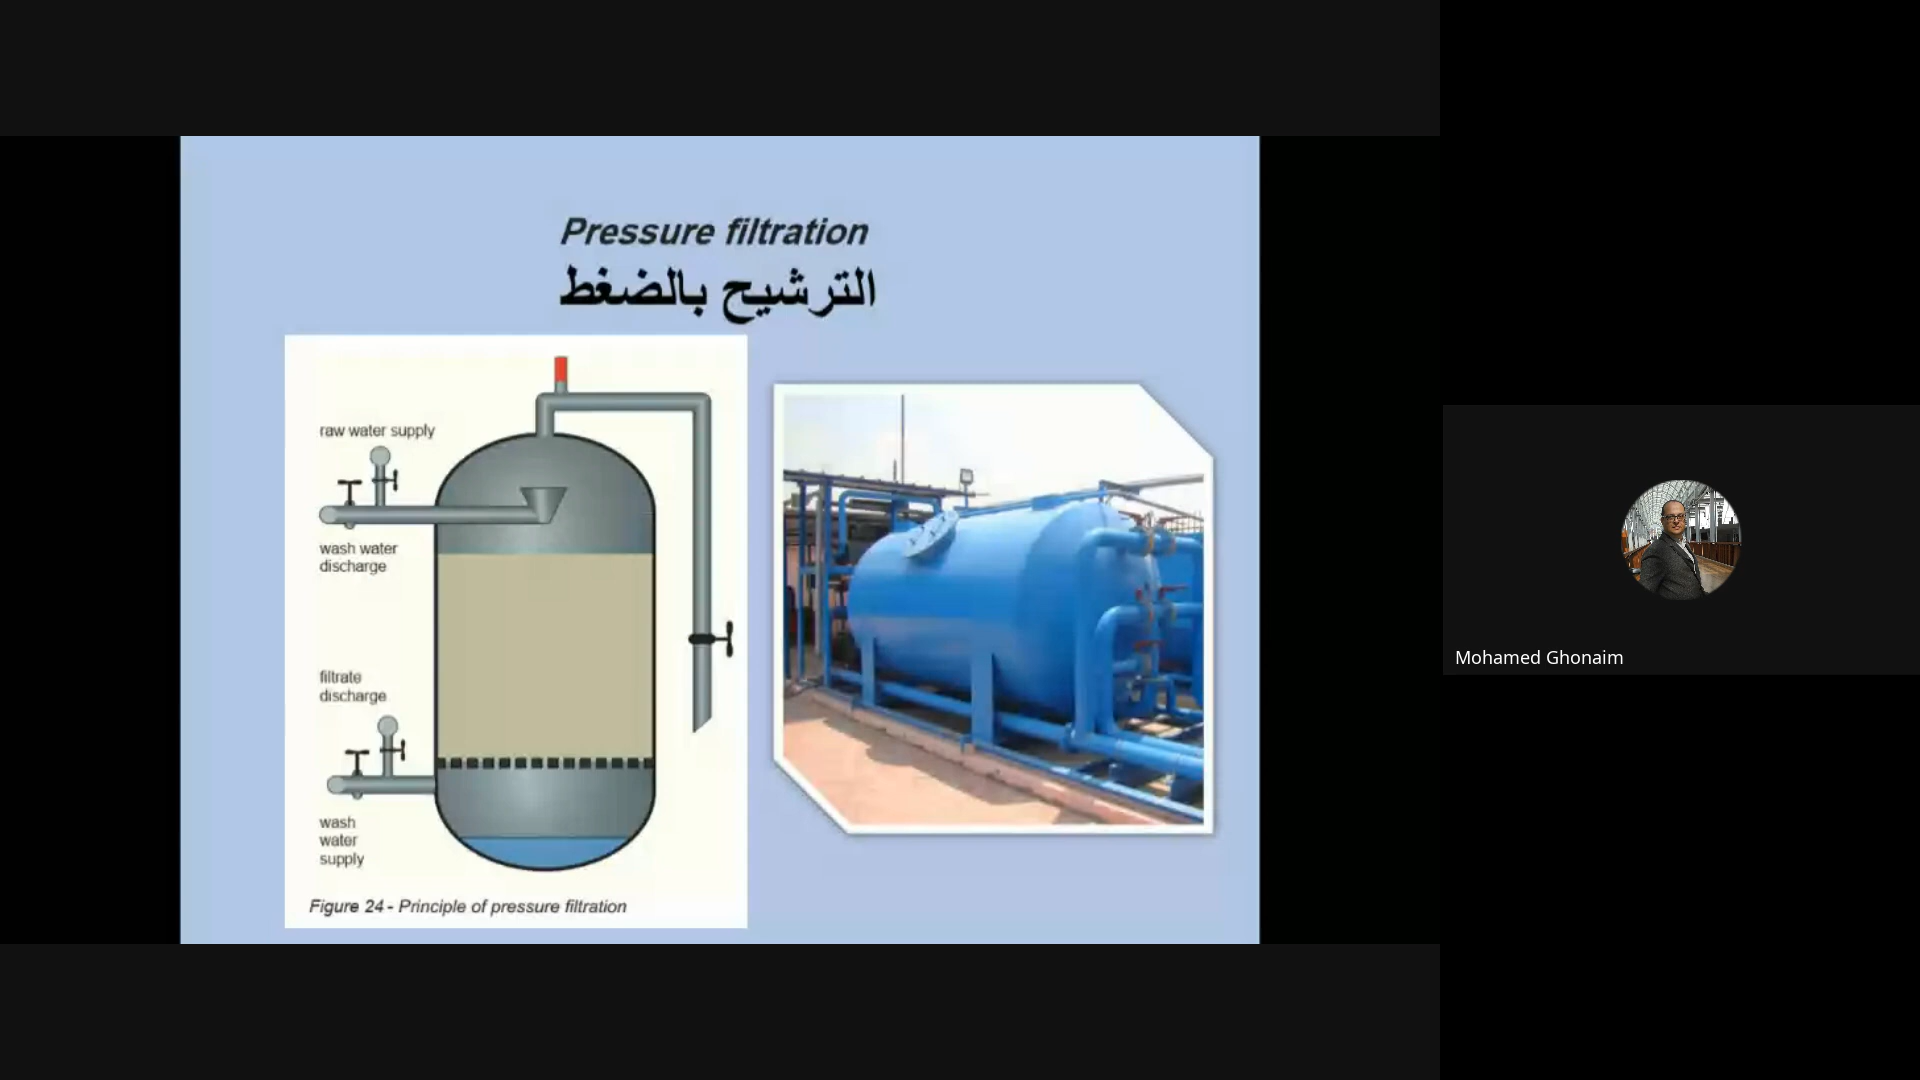 Pressure filtration
الترشيح بالضغط
raw water supply
wash water
discharge
filtrate
discharge
wash
water
supply
Figure 24 - Principle of pressure filtration
Mohamed Ghonaim